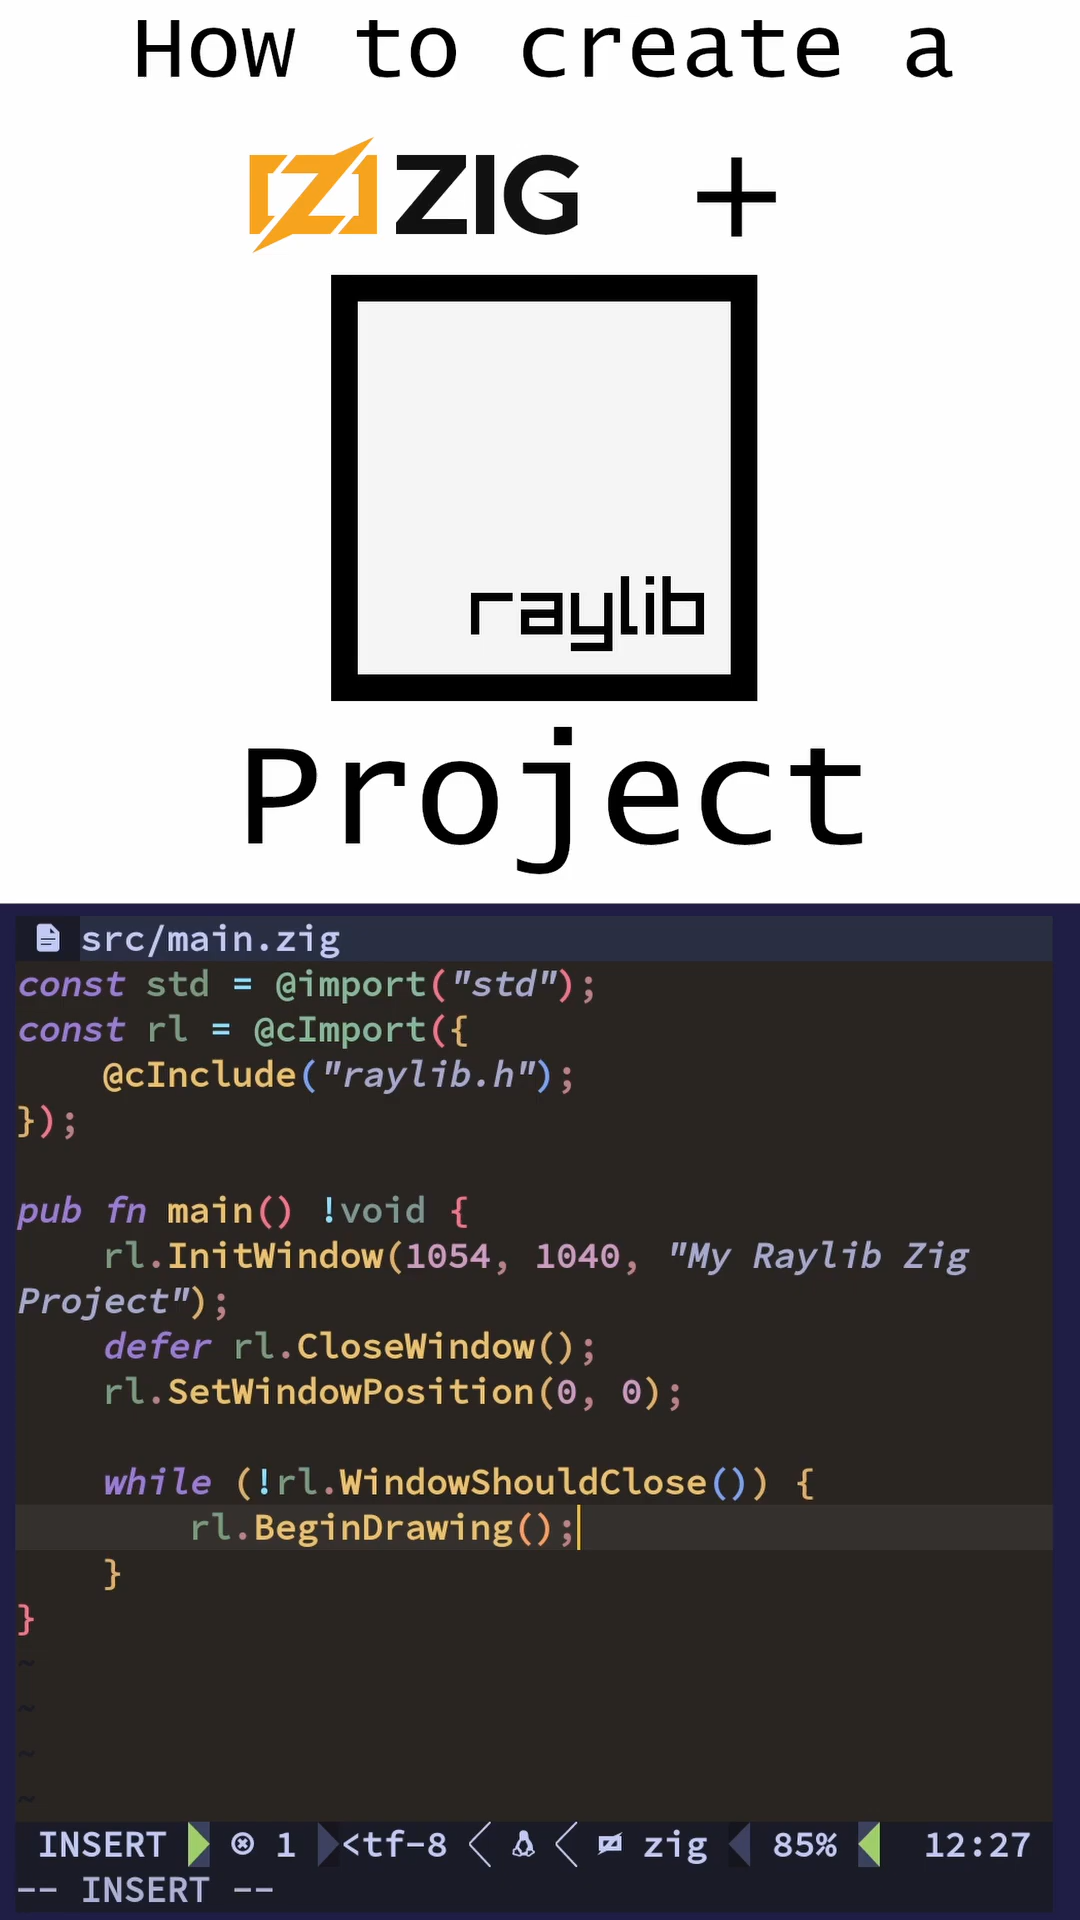 How to create a
ZIG +
raylib
Project
src/main.zig
const std = @import("std");
const rl = @cImport({
    @cInclude("raylib.h");
});
pub fn main() !void {
    rl.InitWindow(1054, 1040, "My Raylib Zig
Project");
    defer rl.CloseWindow();
    rl.SetWindowPosition(0, 0);
    while (!rl.WindowShouldClose()) {
        rl.BeginDrawing();
    }
}
~
~
~
~
INSERT ⊗ 1 <tf-8 zig 85% 12:27
-- INSERT --